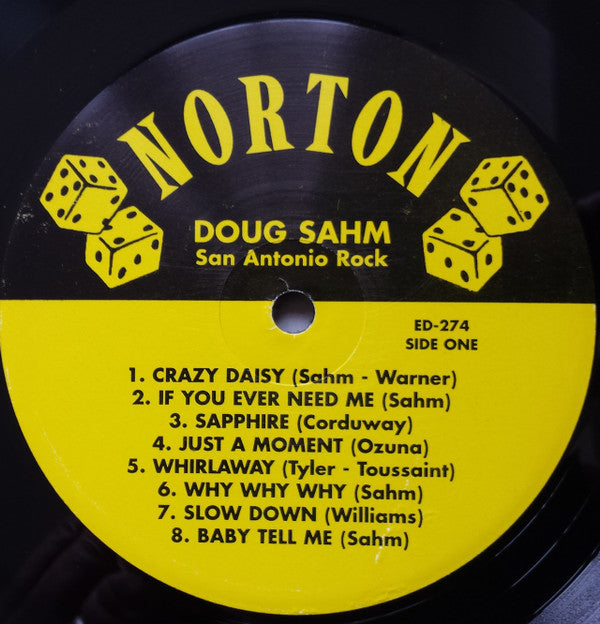 NORTON
DOUG SAHM
San Antonio Rock
ED-274
SIDE ONE
1. CRAZY DAISY (Sahm - Warner)
2. IF YOU EVER NEED ME (Sahm)
3. SAPPHIRE (Corduway)
4. JUST A MOMENT (Ozuna)
5. WHIRLAWAY (Tyler - Toussaint)
6. WHY WHY WHY (Sahm)
7. SLOW DOWN (Williams)
8. BABY TELL ME (Sahm)